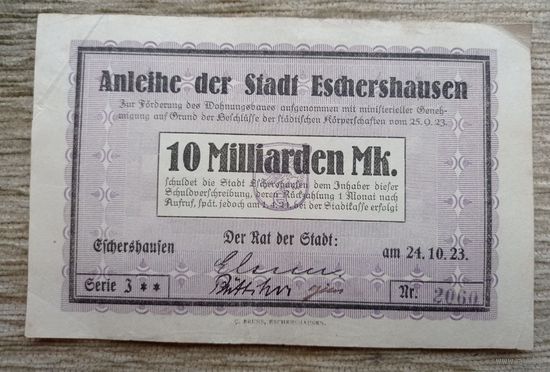 Anleihe der Stadt Eschershausen
Zur Förderung des Wohnungsbaues aufgenommen mit ministerieller Geneh-
migung auf Grund der Beschlüsse der städtischen Körperschaften vom 25.9.23.
10 Milliarden Mk.
schuldet die Stadt Eschershausen dem Inhaber dieser
Schuldverschreibung, deren Rückzahlung 1 Monat nach
Aufruf, spät. jedoch am 1.4.24. bei der Stadtkasse erfolgt
Eschershausen
Der Rat der Stadt:
am 24.10.23.
Serie J **
Nr. 2060
C. BRUNS, ESCHERSHAUSEN.